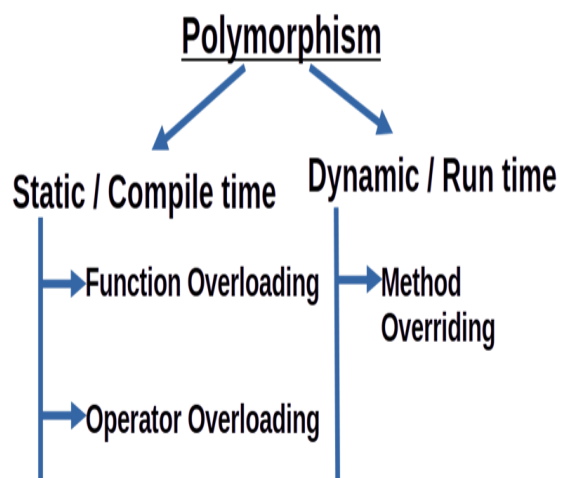 Polymorphism
Static / Compile time
Dynamic / Run time
Function Overloading
Method
Overriding
Operator Overloading